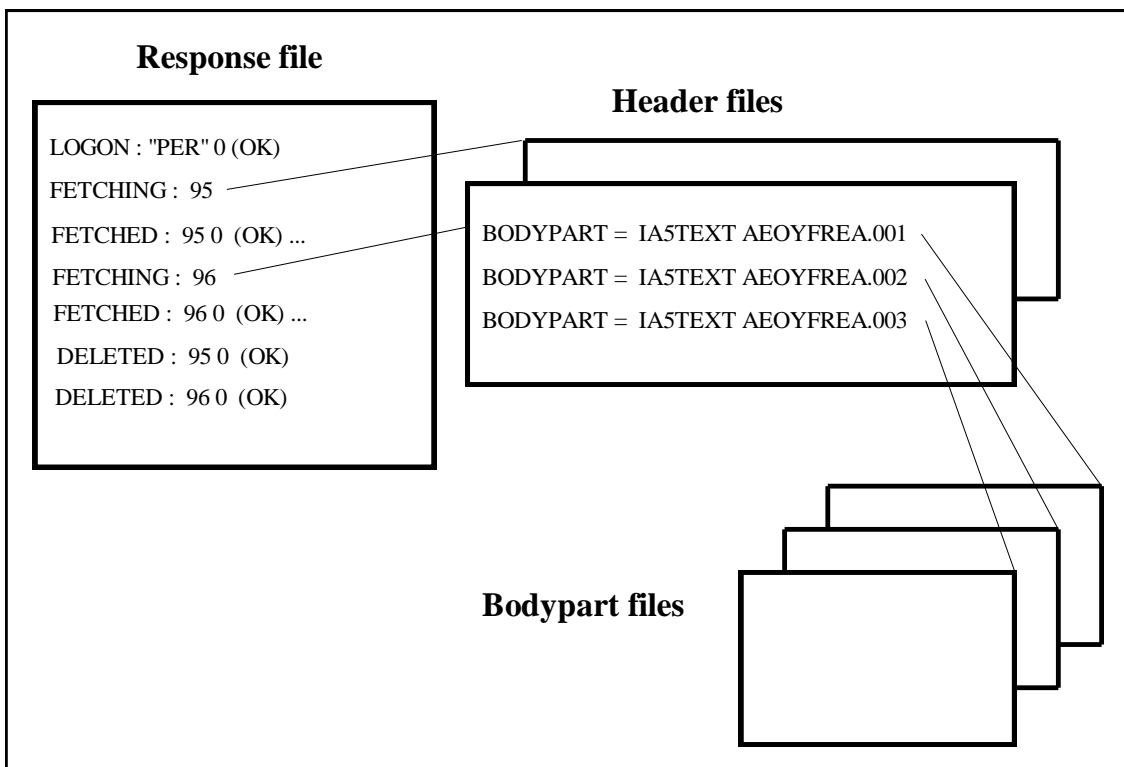 Response file
LOGON : "PER" 0 (OK)
FETCHING : 95
FETCHED : 95 0 (OK) ...
FETCHING : 96
FETCHED : 96 0 (OK) ...
DELETED : 95 0 (OK)
DELETED : 96 0 (OK)
Header files
BODYPART = IA5TEXT AEOYFREA.001
BODYPART = IA5TEXT AEOYFREA.002
BODYPART = IA5TEXT AEOYFREA.003
Bodypart files